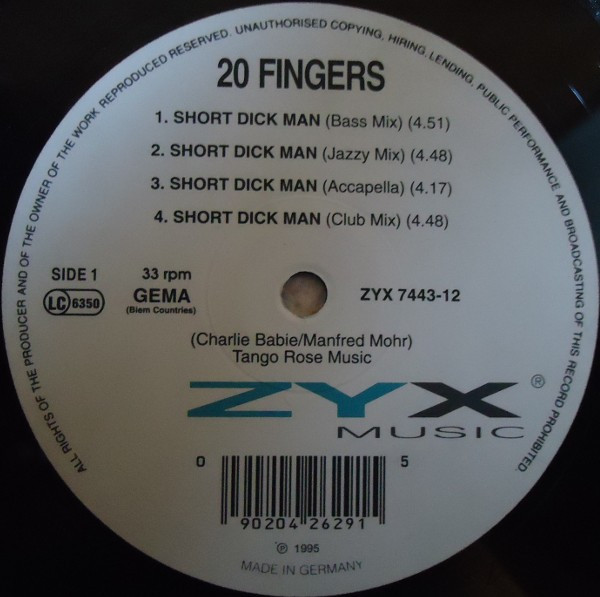 ALL RIGHTS OF THE PRODUCER AND OF THE OWNER OF THE WORK REPRODUCED RESERVED. UNAUTHORISED COPYING, HIRING, LENDING, PUBLIC PERFORMANCE AND BROADCASTING OF THIS RECORD PROHIBITED.
20 FINGERS
1. SHORT DICK MAN (Bass Mix) (4.51)
2. SHORT DICK MAN (Jazzy Mix) (4.48)
3. SHORT DICK MAN (Accapella) (4.17)
4. SHORT DICK MAN (Club Mix) (4.48)
SIDE 1 33 rpm
LC 6350 GEMA ZYX 7443-12
(Biem Countries)
(Charlie Babie/Manfred Mohr)
Tango Rose Music
ZYX ®
MUSIC
0 5
90204 26291
℗ 1995
MADE IN GERMANY